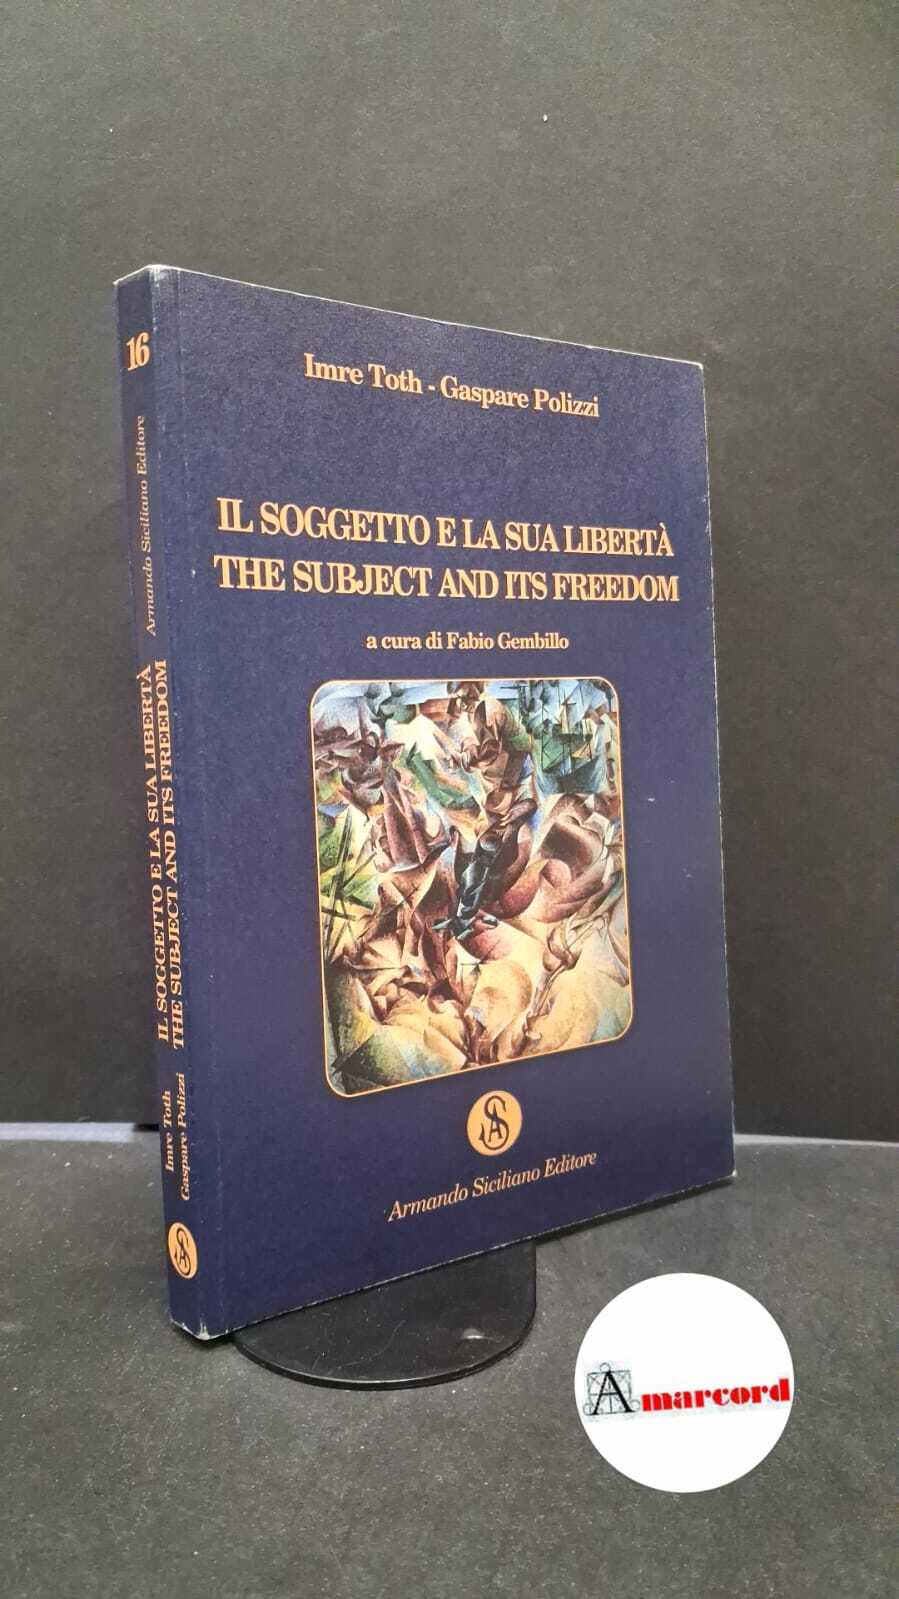 Imre Toth - Gaspare Polizzi
IL SOGGETTO E LA SUA LIBERTÀ
THE SUBJECT AND ITS FREEDOM
a cura di Fabio Gembillo
SA
Armando Siciliano Editore
16
Armando Siciliano Editore
IL SOGGETTO E LA SUA LIBERTÀ
THE SUBJECT AND ITS FREEDOM
Imre Toth
Gaspare Polizzi
SA
Amarcord